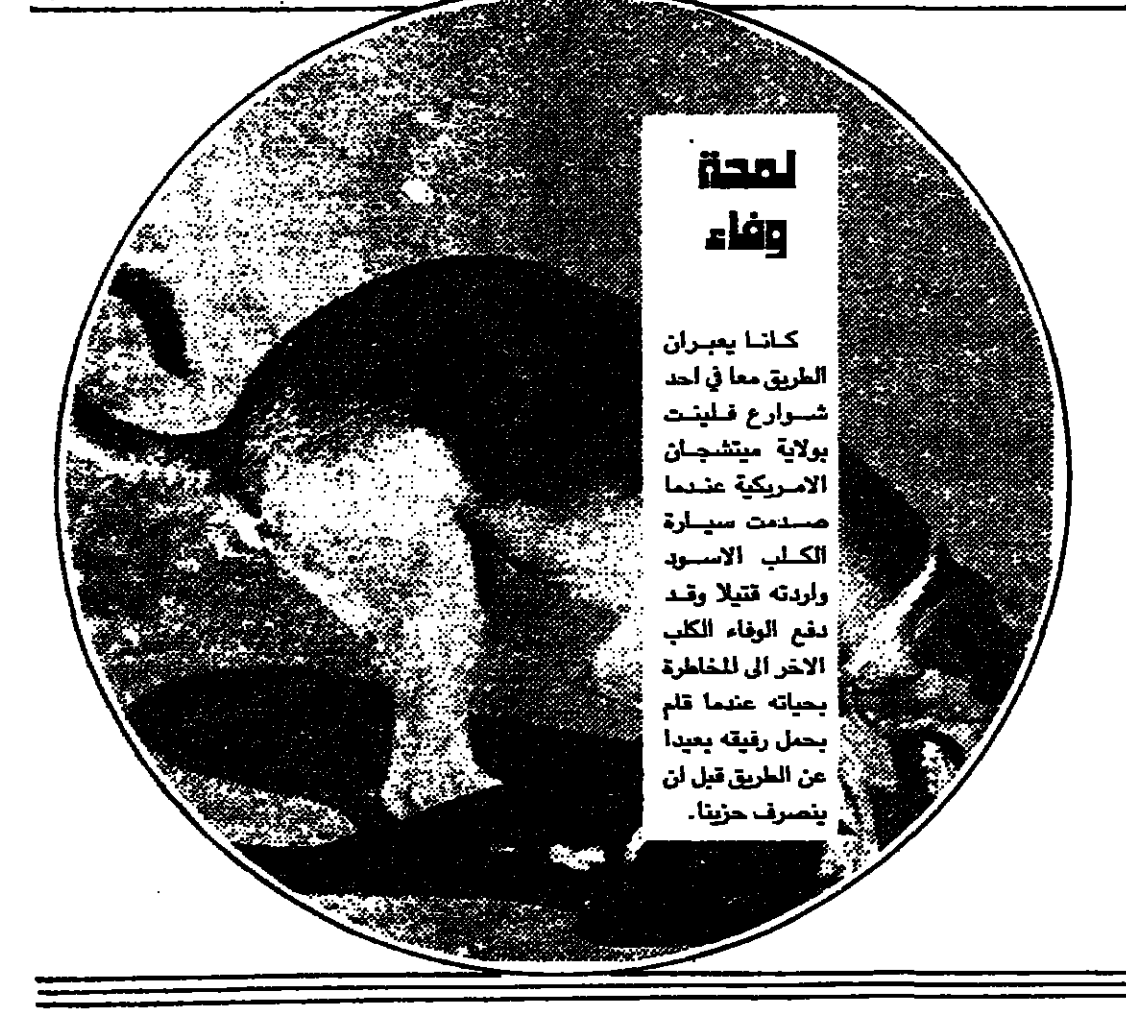 لمحة
وفاء
كانا يعبران
الطريق معا في احد
شوارع فلينت
بولاية ميتشجان
الامريكية عندما
صدمت سيارة
الكلب الاسود
واردته قتيلا وقد
دفع الوفاء الكلب
الاخر الى المخاطرة
بحياته عندما قام
بحمل رفيقه بعيدا
عن الطريق قبل ان
ينصرف حزينا .